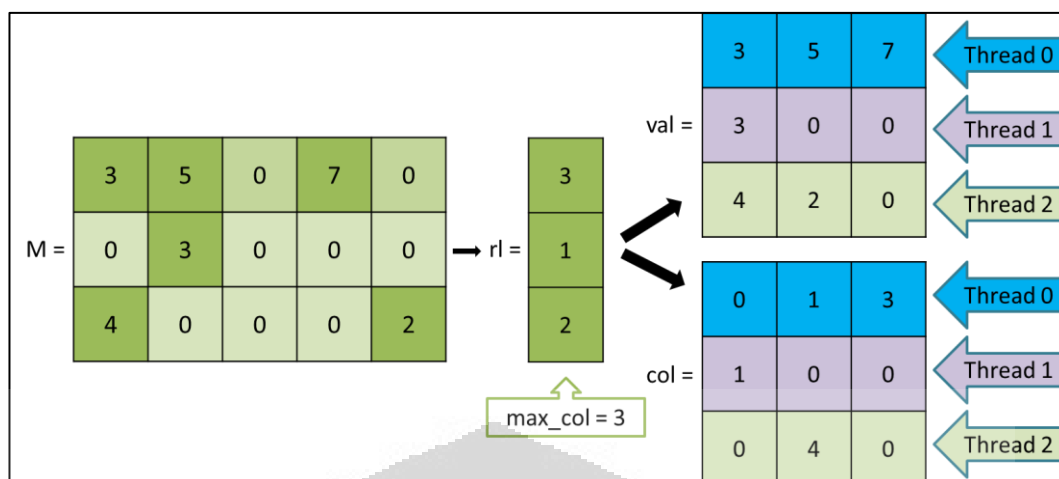 3 5 7 Thread 0
val = 3 0 0 Thread 1
4 2 0 Thread 2
3 5 0 7 0
M = 0 3 0 0 0
4 0 0 0 2
rl = 3
1
2
max_col = 3
0 1 3 Thread 0
col = 1 0 0 Thread 1
0 4 0 Thread 2